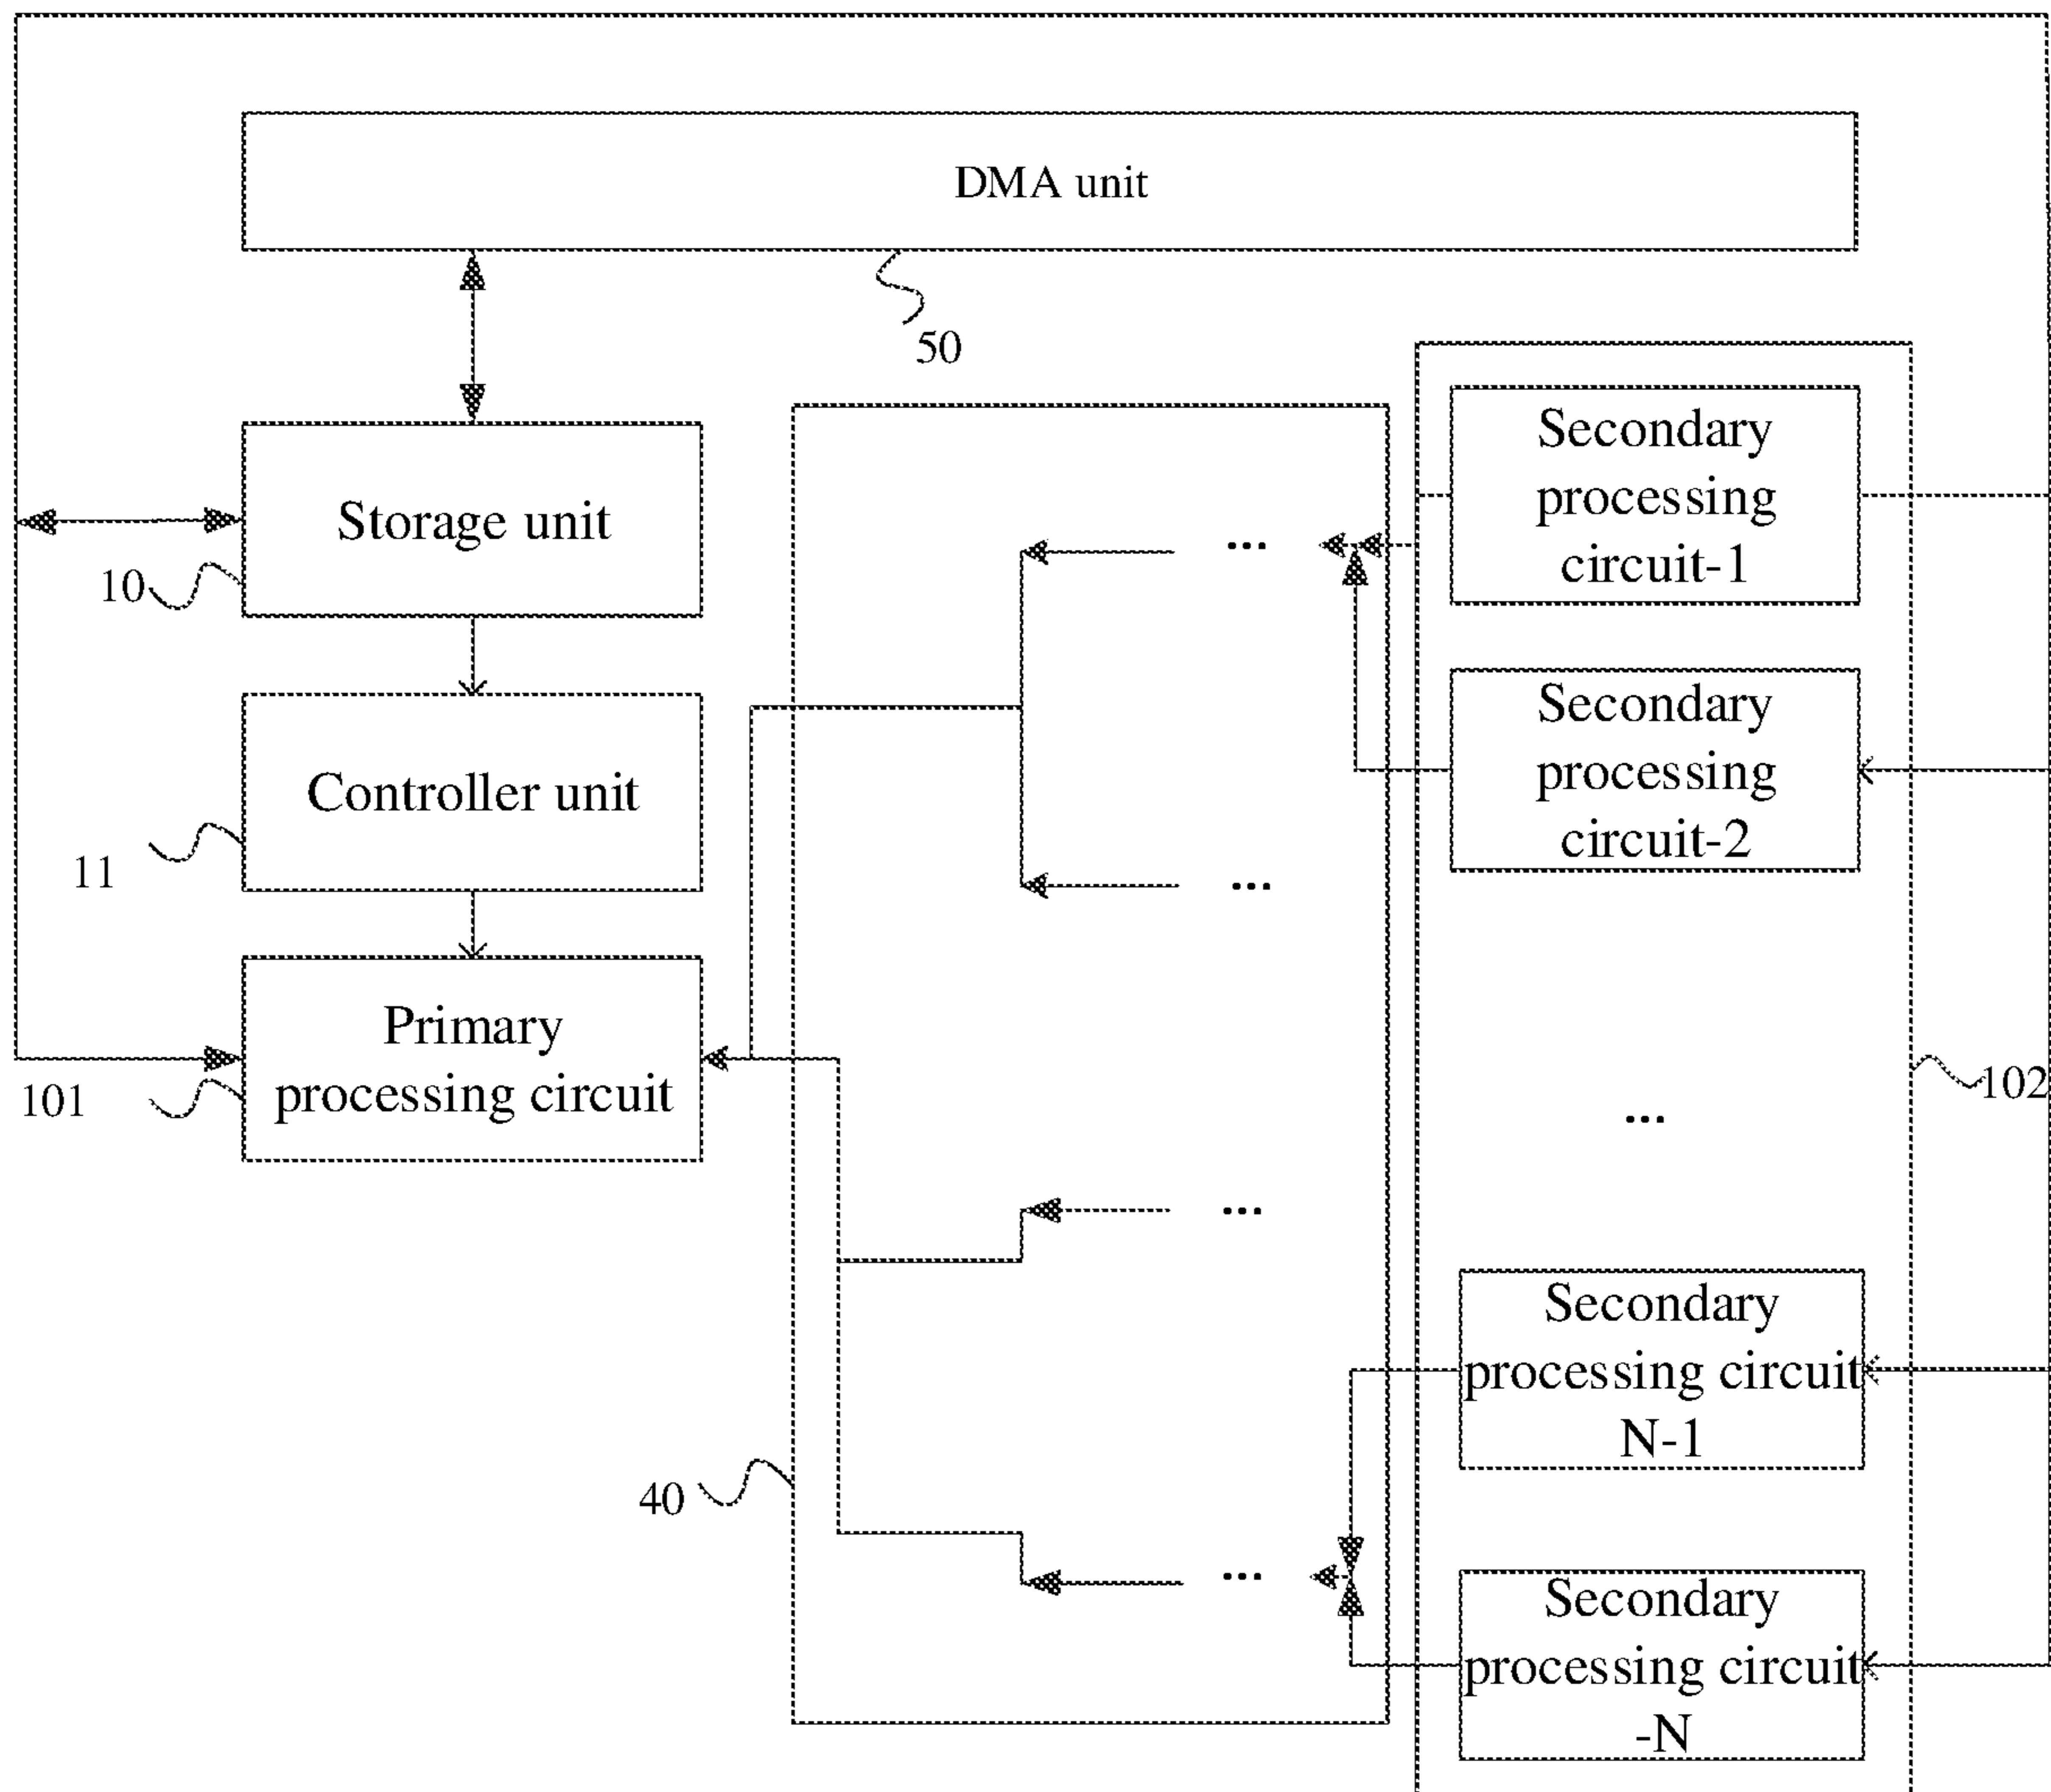 DMA unit
50
Storage unit
10
Controller unit
11
Primary
processing circuit
101
40
...
...
...
...
Secondary
processing
circuit-1
Secondary
processing
circuit-2
...
102
Secondary
processing circuit
N-1
Secondary
processing circuit
-N